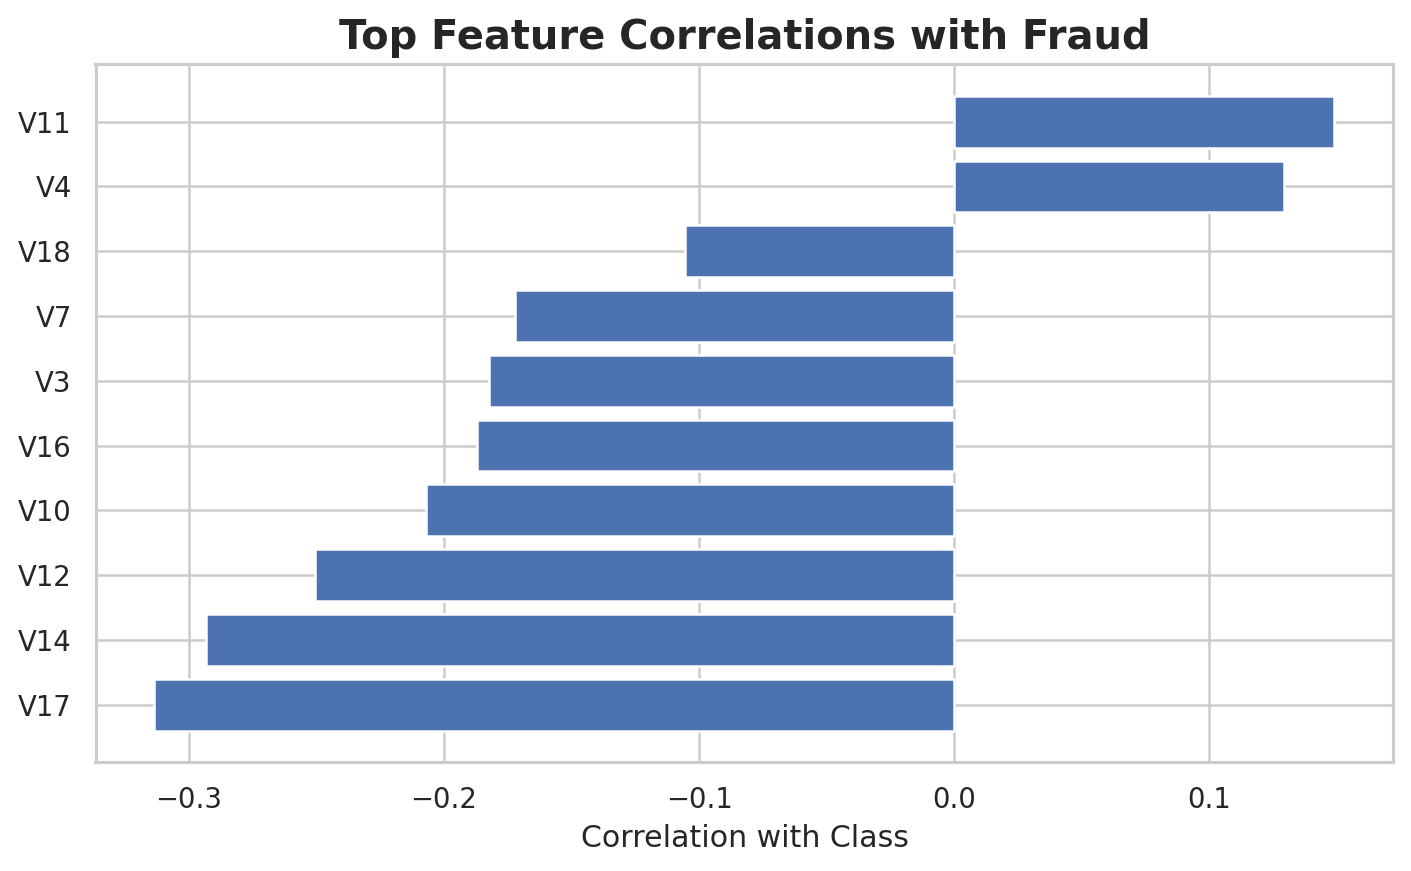 Top Feature Correlations with Fraud
V11
V4
V18
V7
V3
V16
V10
V12
V14
V17
−0.3 −0.2 −0.1 0.0 0.1
Correlation with Class